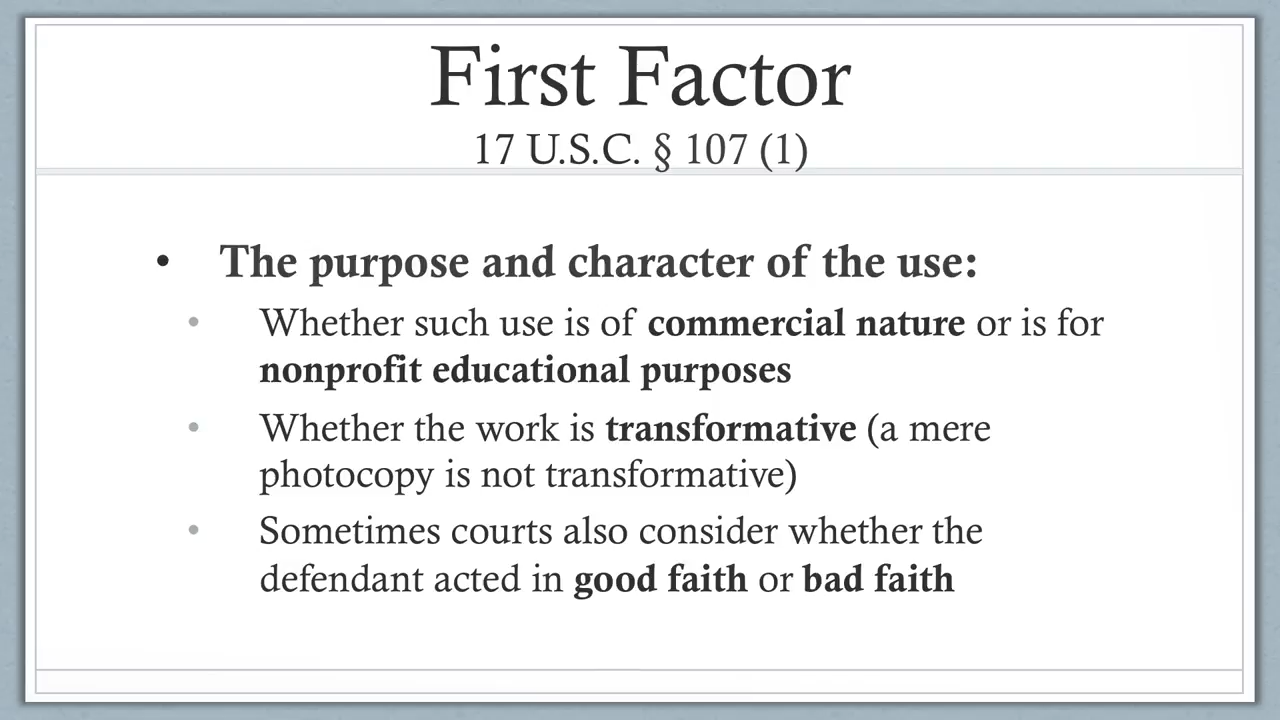 First Factor
17 U.S.C. § 107 (1)
• The purpose and character of the use:
• Whether such use is of commercial nature or is for
nonprofit educational purposes
• Whether the work is transformative (a mere
photocopy is not transformative)
• Sometimes courts also consider whether the
defendant acted in good faith or bad faith